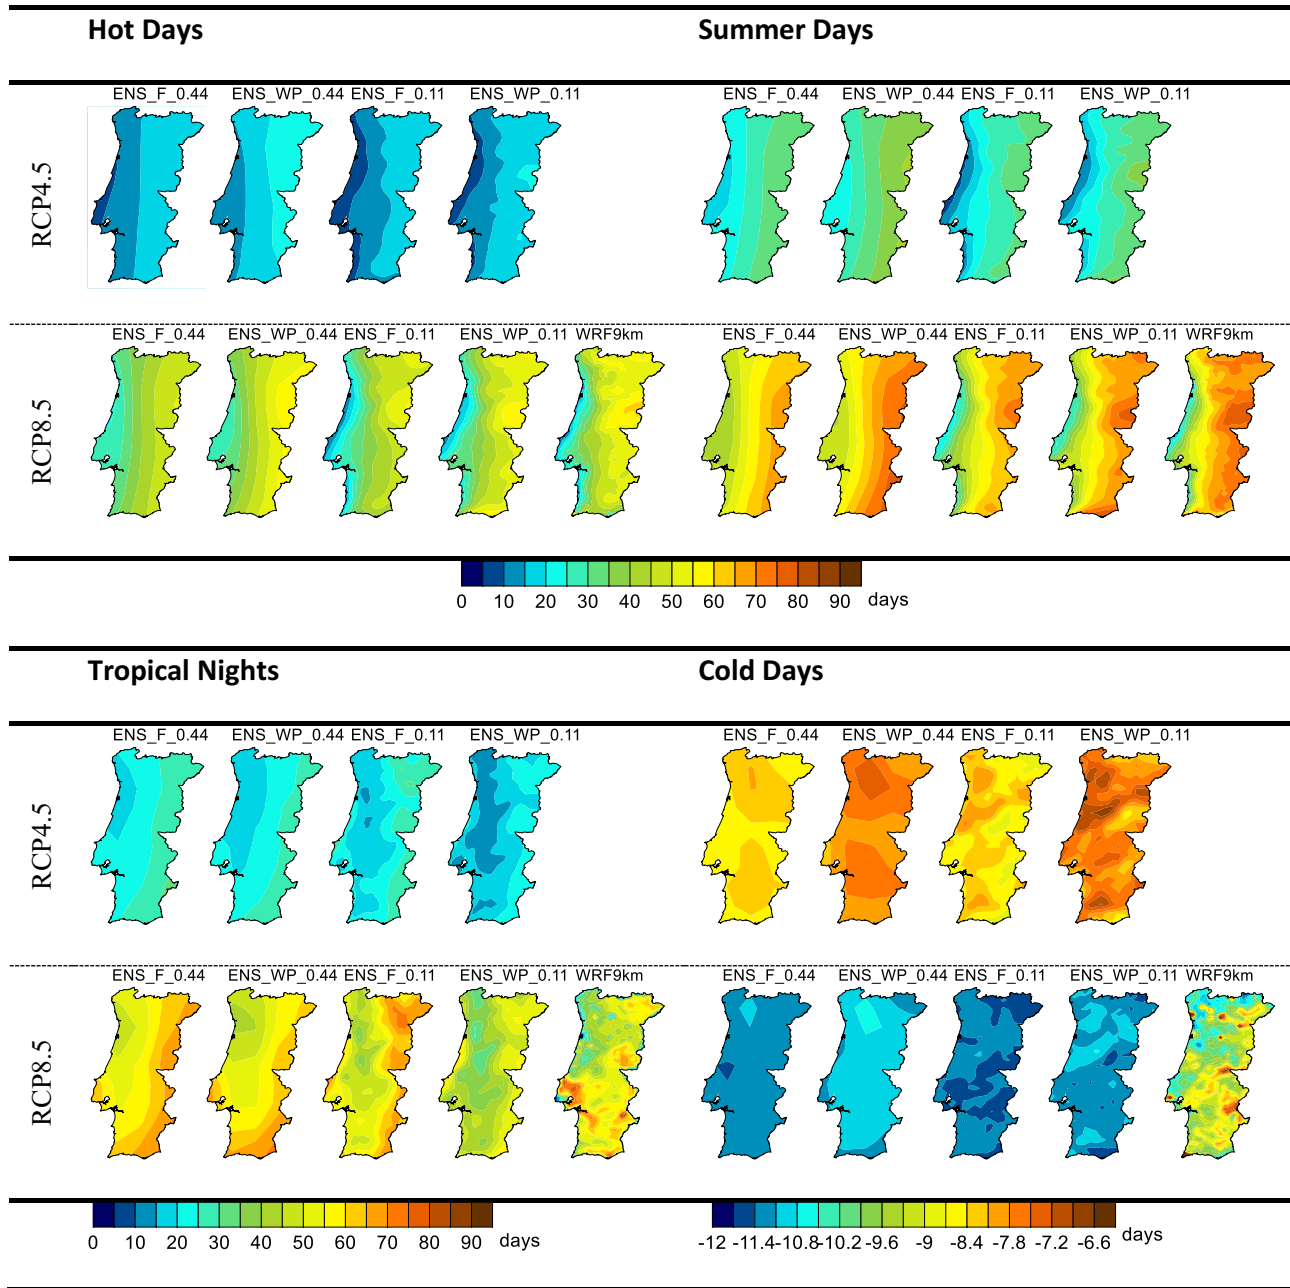 Hot Days Summer Days
ENS_F_0.44 ENS_WP_0.44 ENS_F_0.11 ENS_WP_0.11 ENS_F_0.44 ENS_WP_0.44 ENS_F_0.11 ENS_WP_0.11
RCP4.5
ENS_F_0.44 ENS_WP_0.44 ENS_F_0.11 ENS_WP_0.11 WRF9km ENS_F_0.44 ENS_WP_0.44 ENS_F_0.11 ENS_WP_0.11 WRF9km
RCP8.5
0 10 20 30 40 50 60 70 80 90 days
Tropical Nights Cold Days
ENS_F_0.44 ENS_WP_0.44 ENS_F_0.11 ENS_WP_0.11 ENS_F_0.44 ENS_WP_0.44 ENS_F_0.11 ENS_WP_0.11
RCP4.5
ENS_F_0.44 ENS_WP_0.44 ENS_F_0.11 ENS_WP_0.11 WRF9km ENS_F_0.44 ENS_WP_0.44 ENS_F_0.11 ENS_WP_0.11 WRF9km
RCP8.5
0 10 20 30 40 50 60 70 80 90 days -12 -11.4 -10.8 -10.2 -9.6 -9 -8.4 -7.8 -7.2 -6.6 days